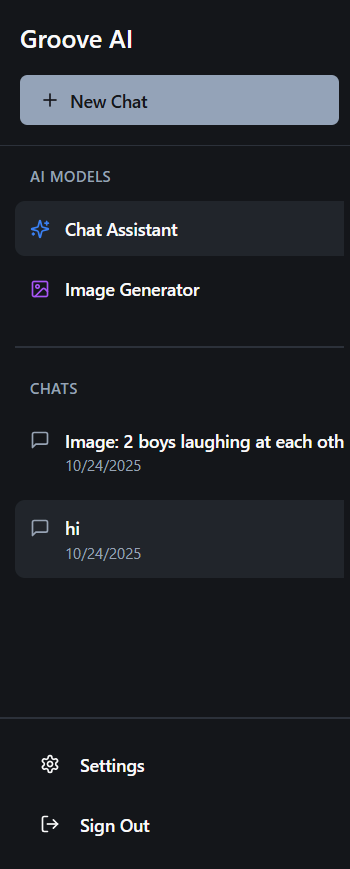 Groove AI
New Chat
AI MODELS
Chat Assistant
Image Generator
CHATS
Image: 2 boys laughing at each oth
10/24/2025
hi
10/24/2025
Settings
Sign Out